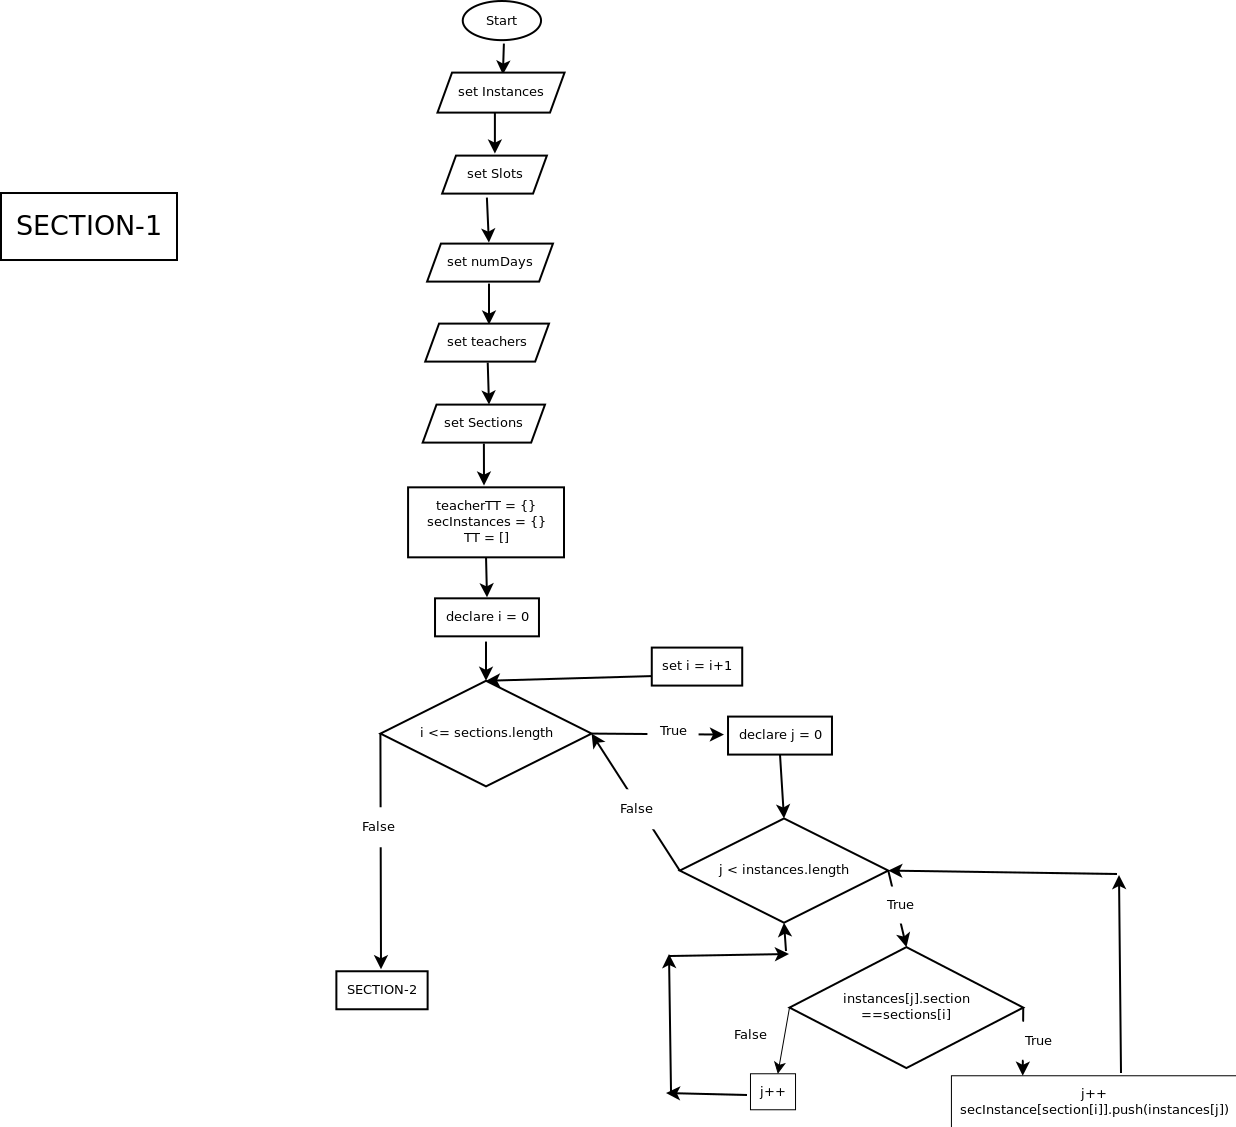 Start
set Instances
set Slots
SECTION-1
set numDays
set teachers
set Sections
teacherTT = {}
secInstances = {}
TT = []
declare i = 0
set i = i+1
i <= sections.length
True
declare j = 0
False
False
j < instances.length
True
SECTION-2
instances[j].section
==sections[i]
False
True
j++
j++
secInstance[section[i]].push(instances[j])